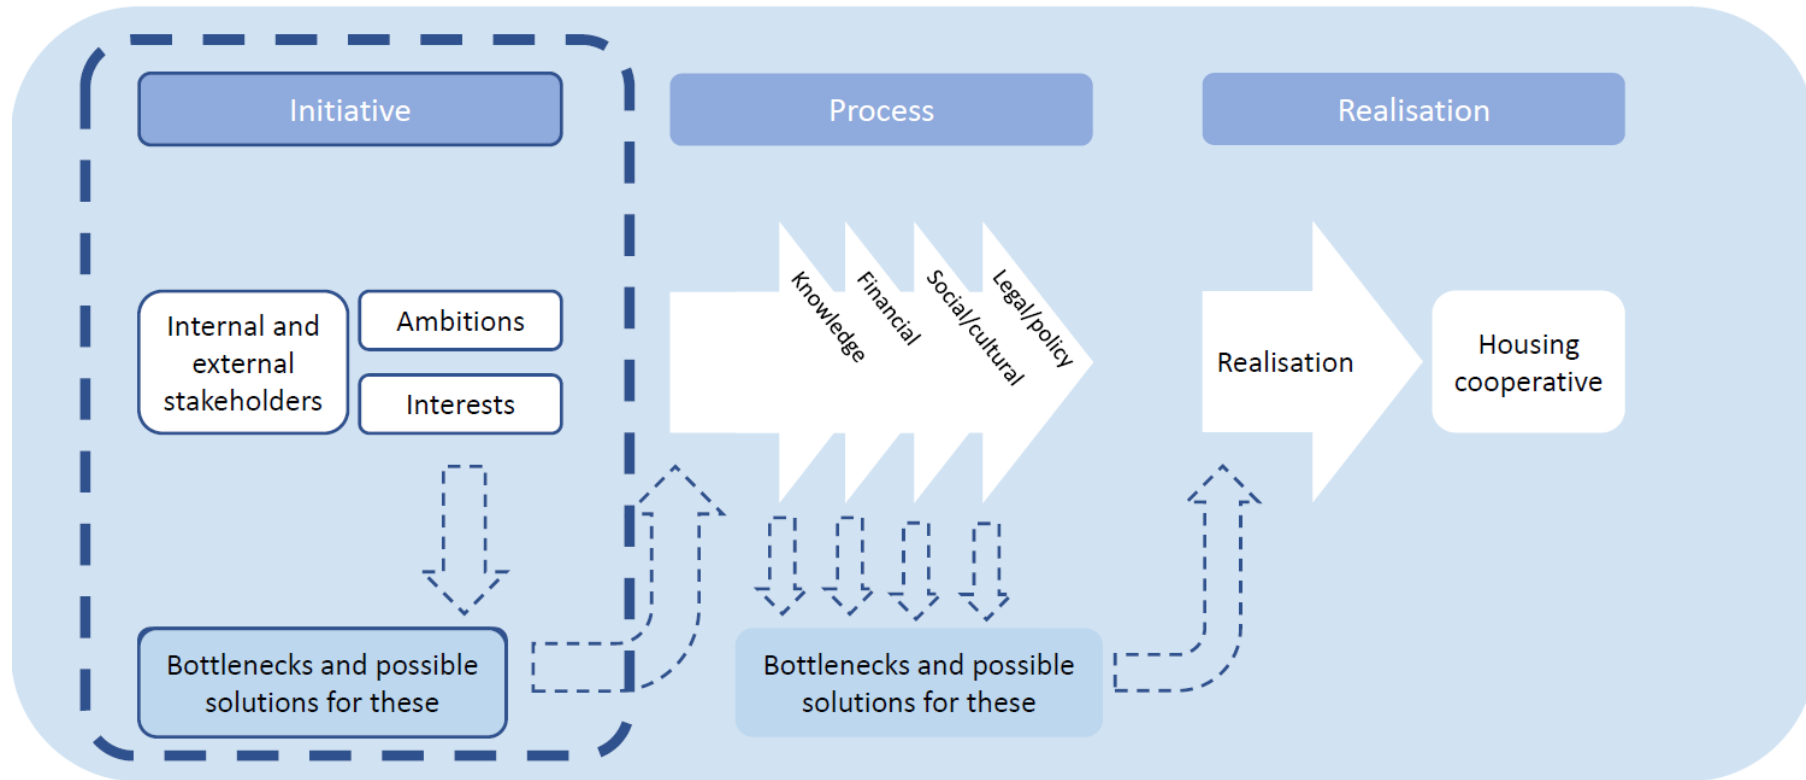 Initiative
Process
Realisation
Internal and
external
stakeholders
Ambitions
Interests
Knowledge
Financial
Social/cultural
Legal/policy
Realisation
Housing
cooperative
Bottlenecks and possible
solutions for these
Bottlenecks and possible
solutions for these